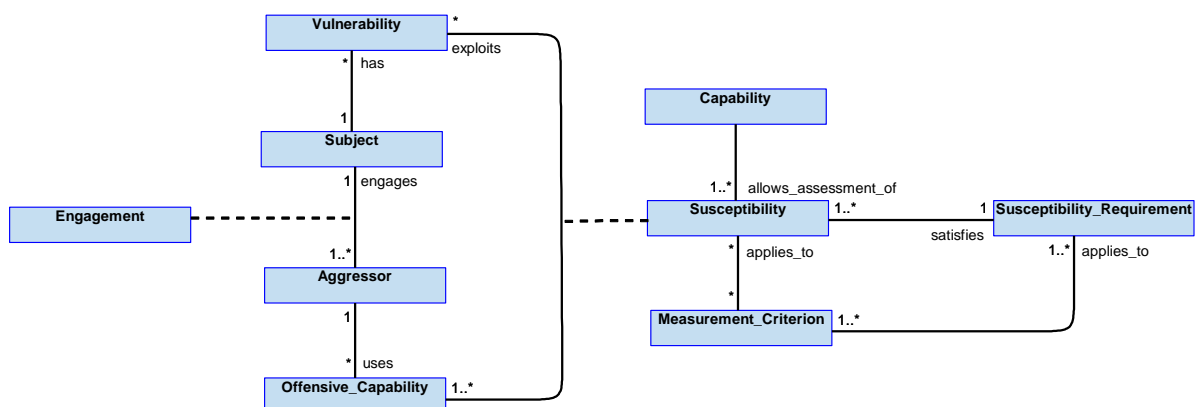 Vulnerability
*
exploits
* has
1
Subject
1 engages
Engagement
1..*
Aggressor
1
* uses
Offensive_Capability
1..*
Capability
1..* allows_assessment_of
Susceptibility
1..*
1
satisfies
Susceptibility_Requirement
* applies_to
1..* applies_to
*
Measurement_Criterion
1..*